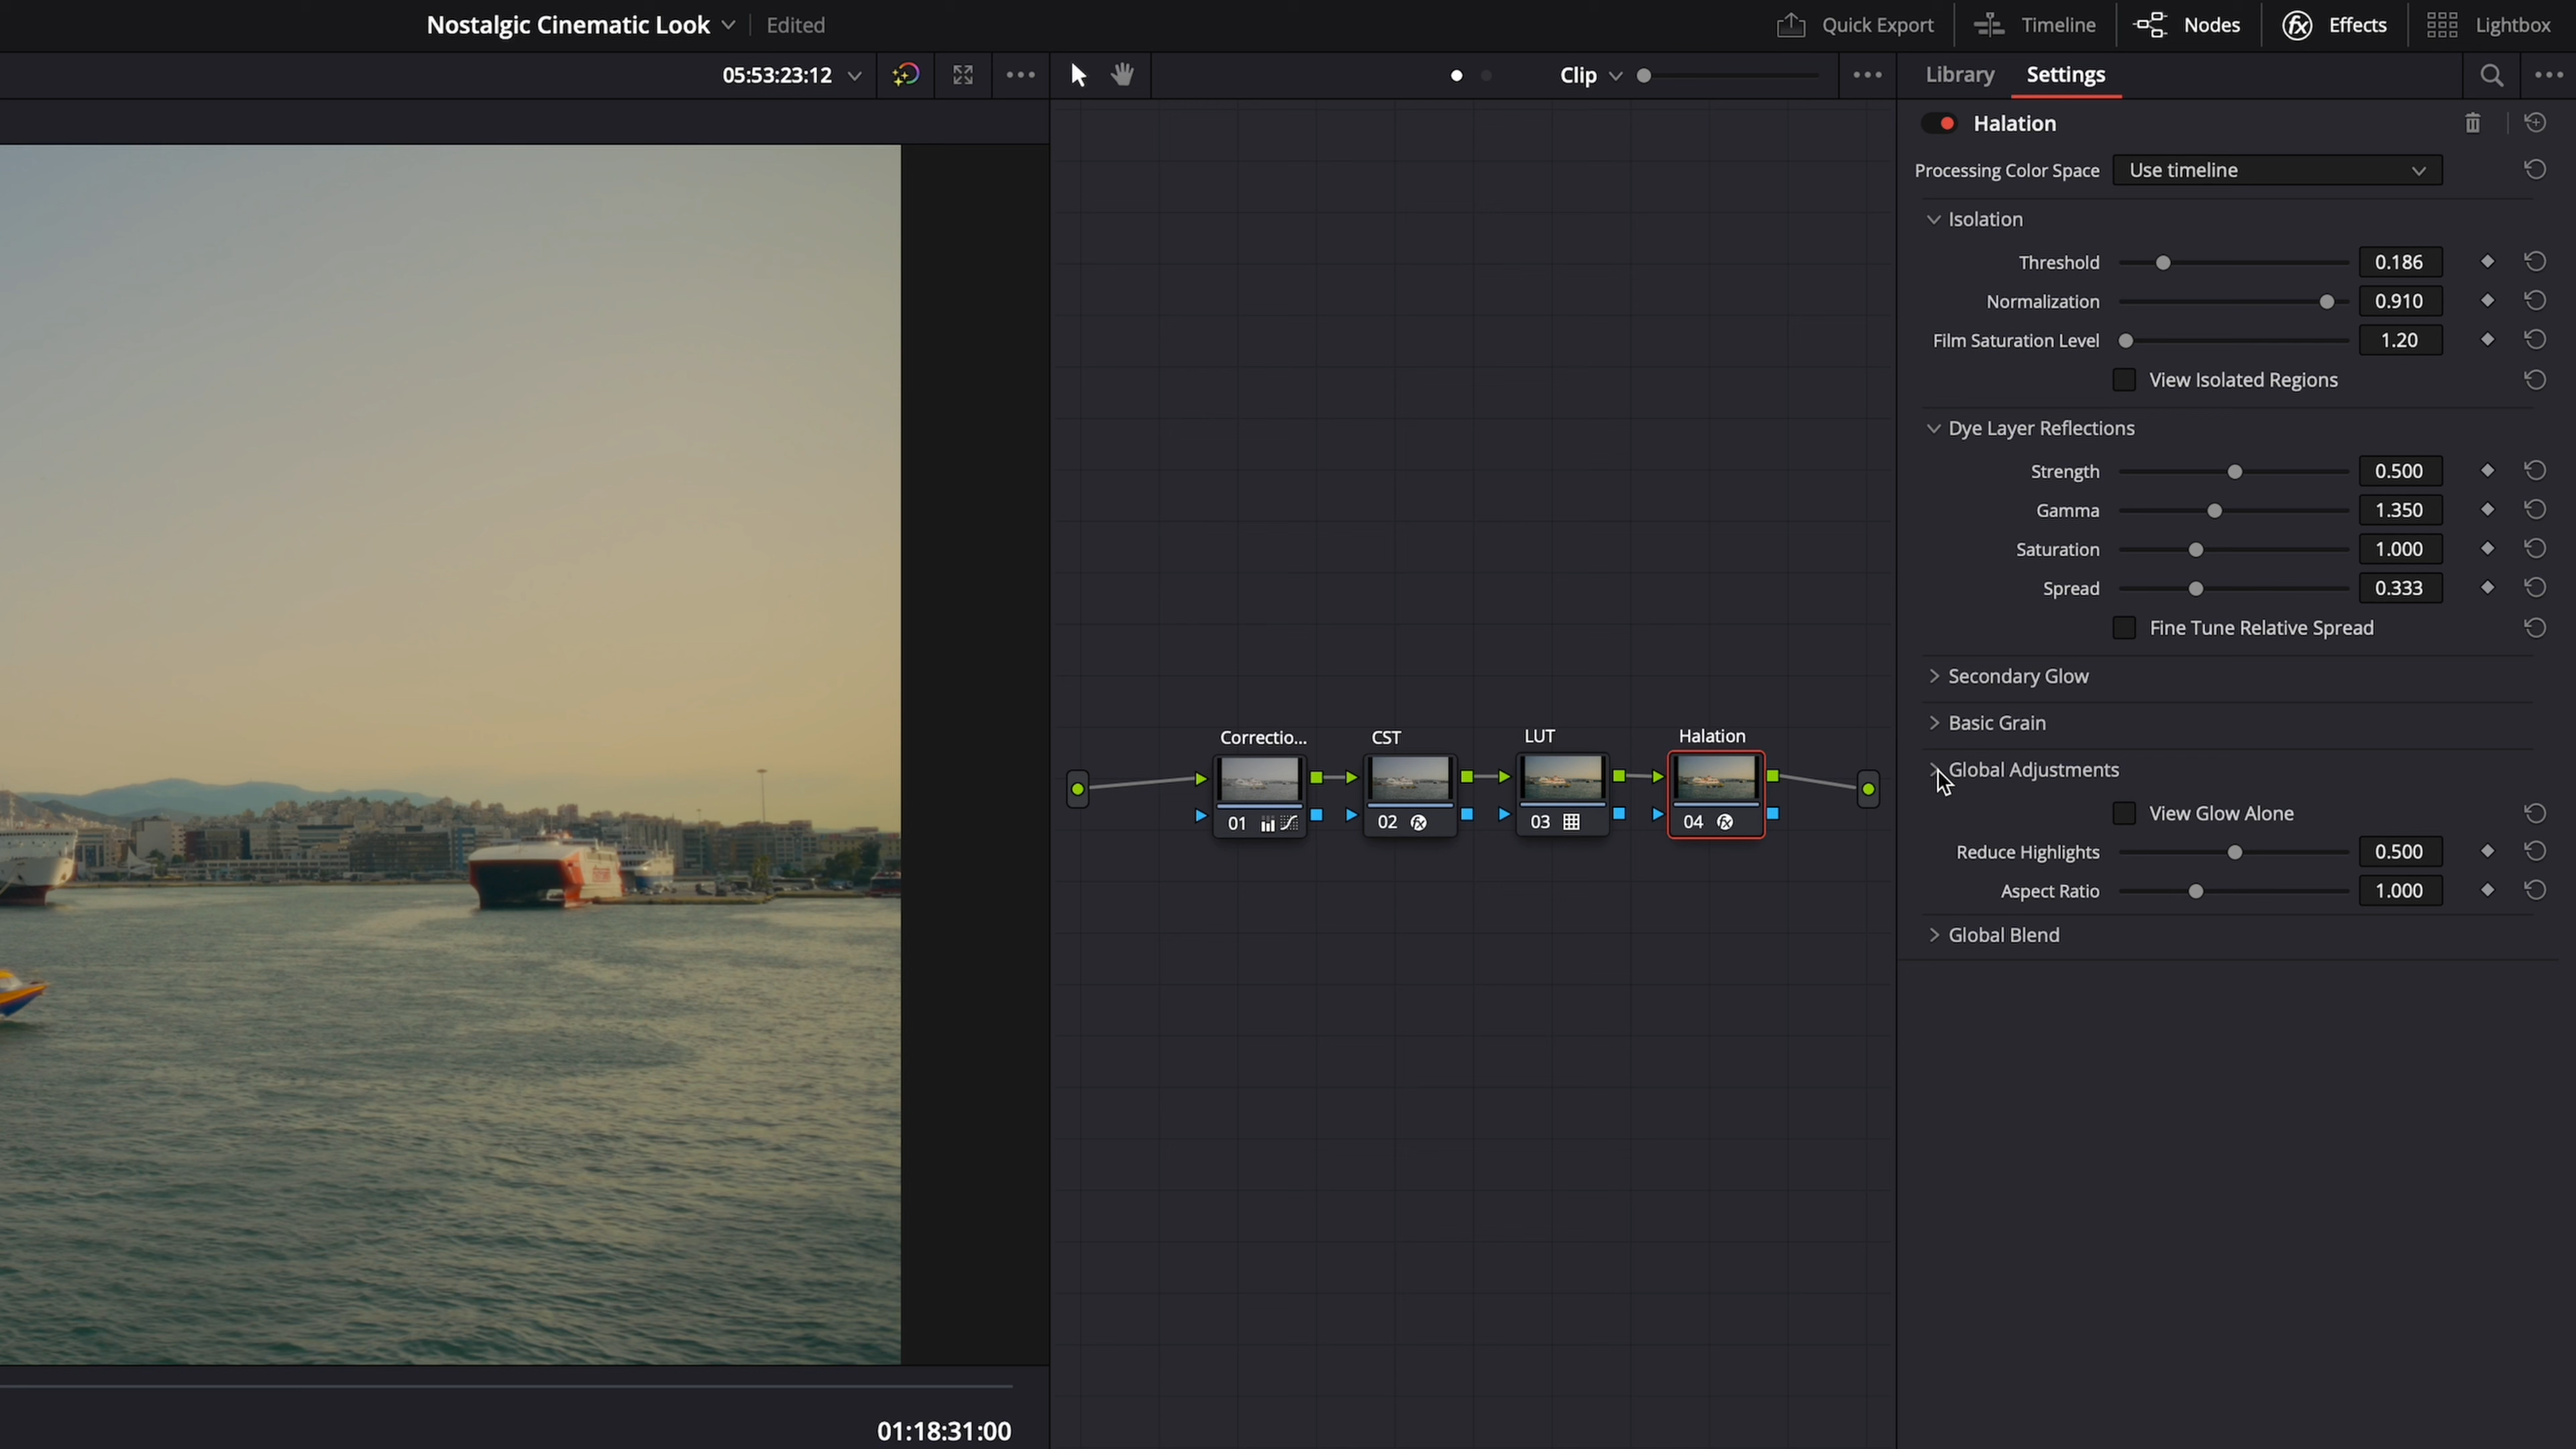 Nostalgic Cinematic Look
Edited
Quick Export
Timeline
Nodes
Effects
Lightbox
05:53:23:12
Clip
Library
Settings
Halation
Processing Color Space
Use timeline
Isolation
Threshold
0.186
Normalization
0.910
Film Saturation Level
1.20
View Isolated Regions
Dye Layer Reflections
Strength
0.500
Gamma
1.350
Saturation
1.000
Spread
0.333
Fine Tune Relative Spread
Secondary Glow
Basic Grain
Global Adjustments
View Glow Alone
Reduce Highlights
0.500
Aspect Ratio
1.000
Global Blend
Correctio...
CST
LUT
Halation
01
02
03
04
01:18:31:00